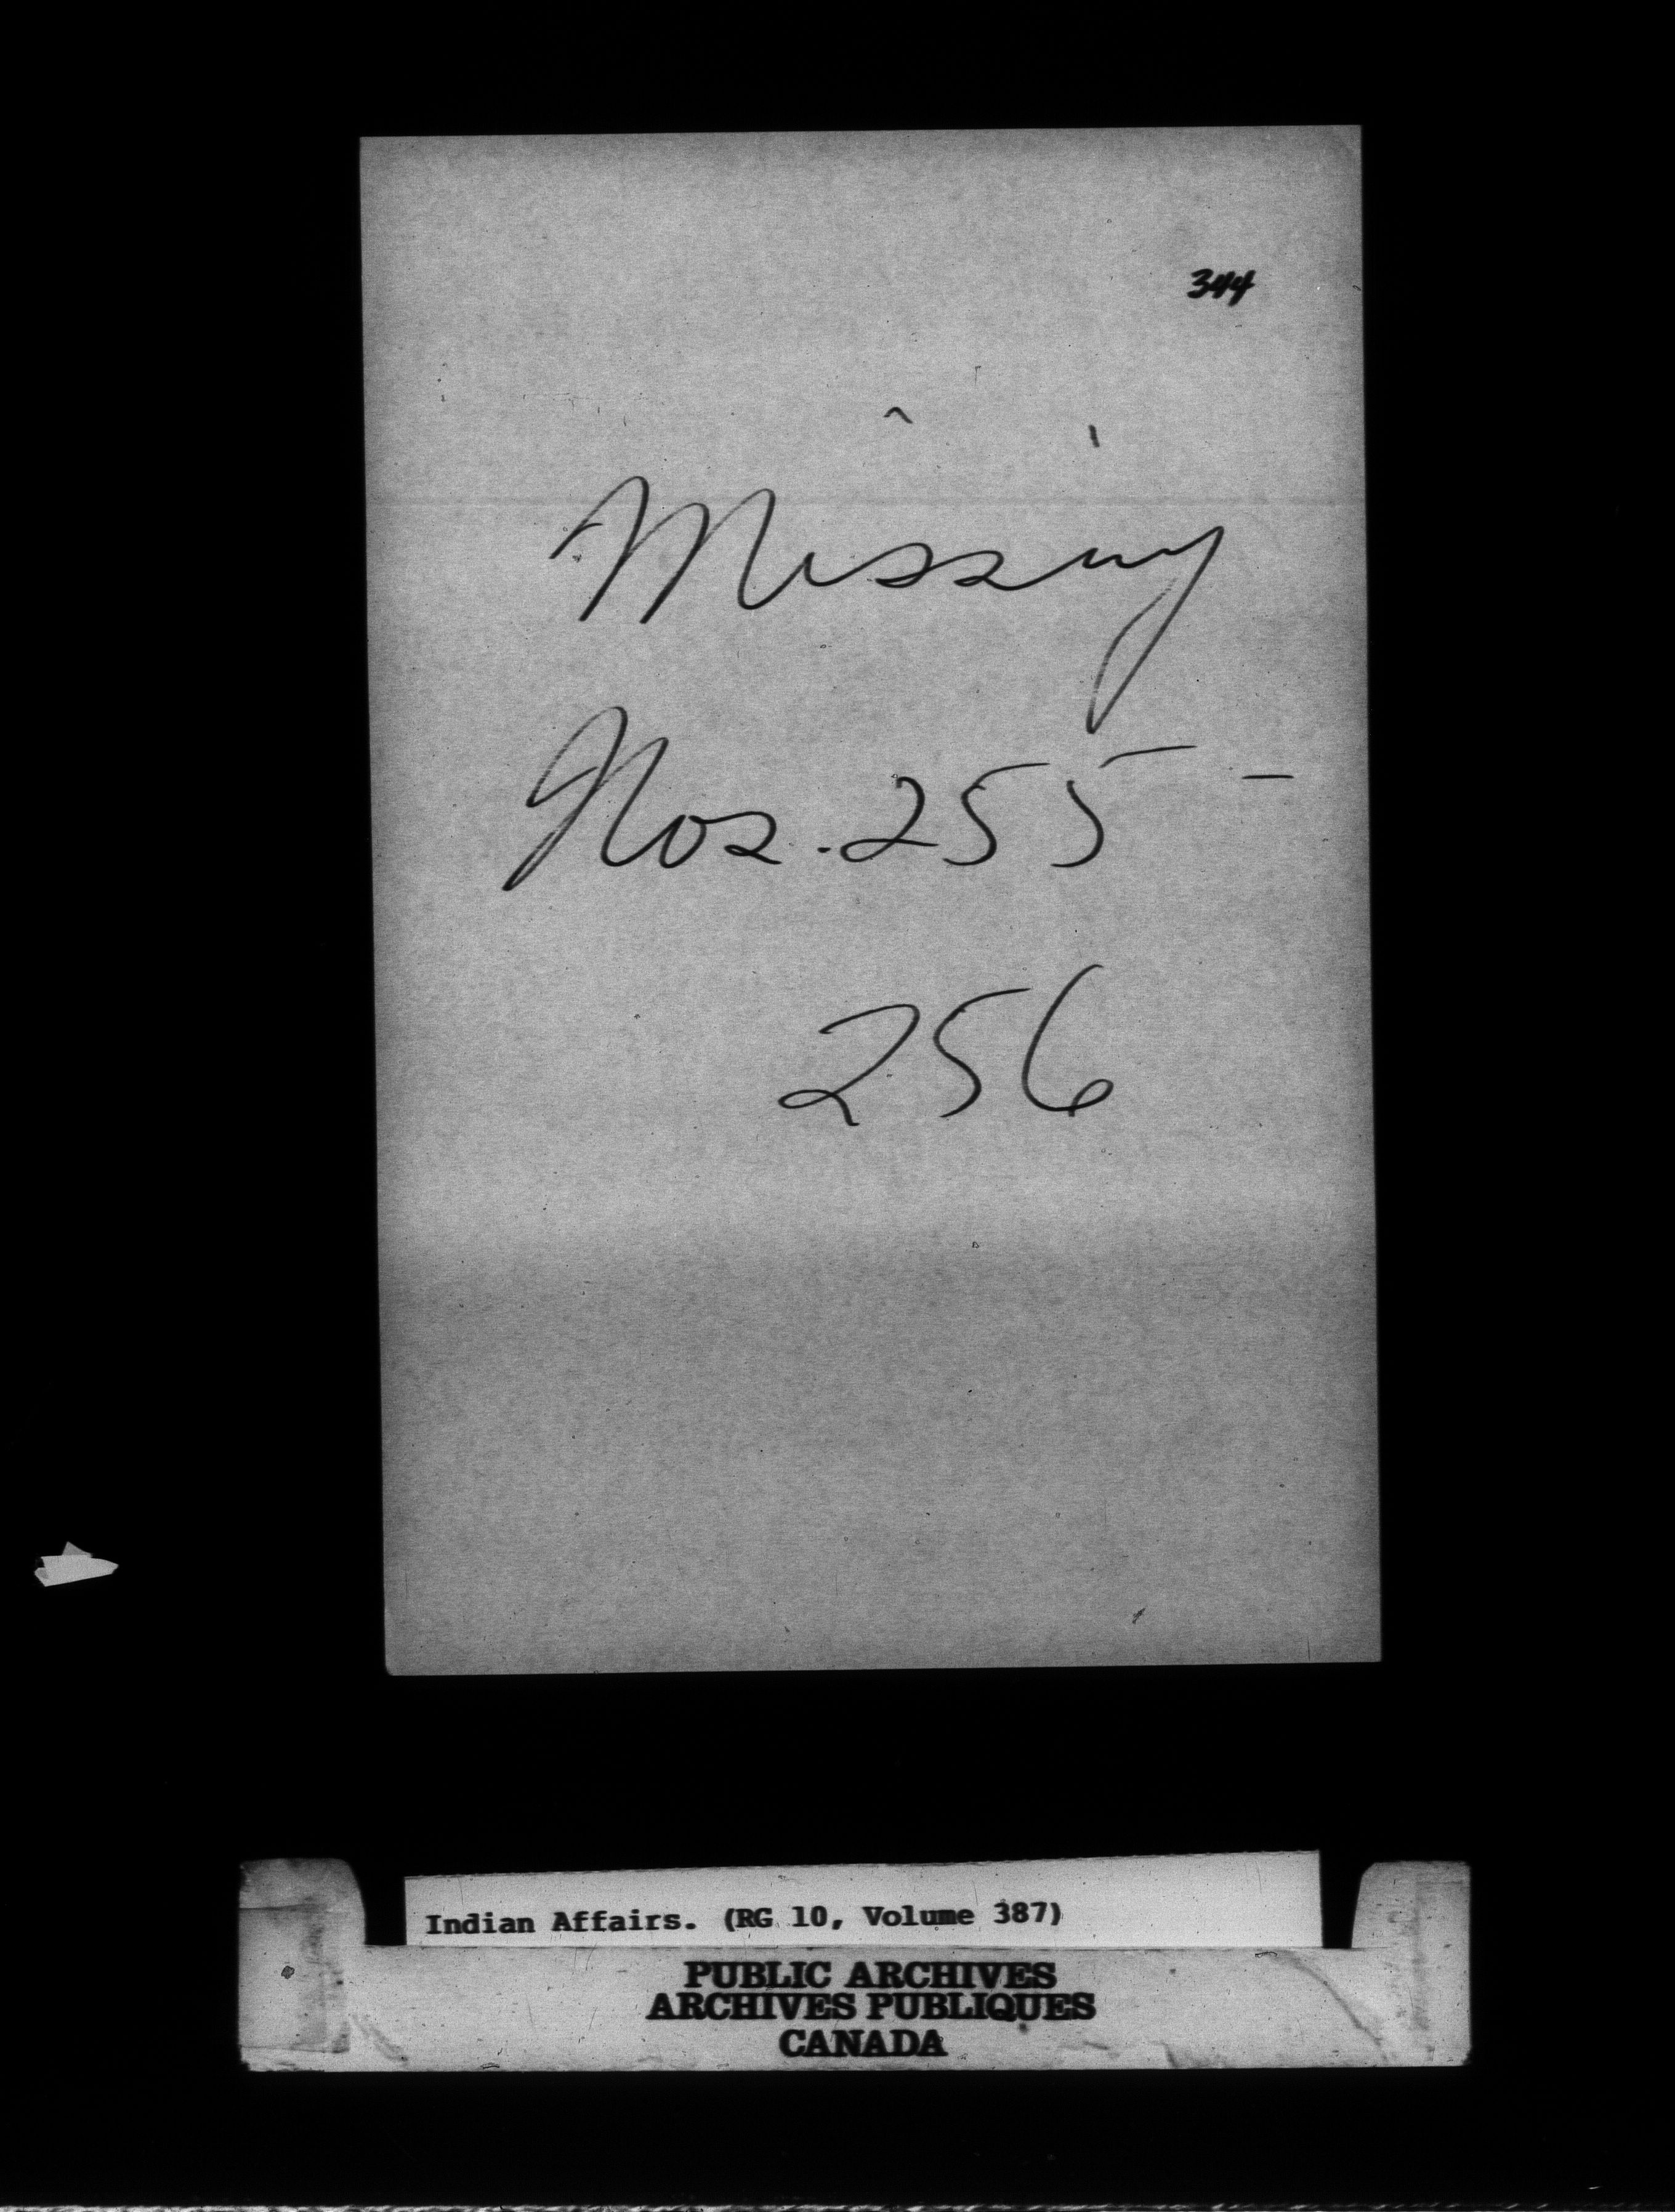 344
Missing
Nos. 255 -
256
Indian Affairs. (RG 10, Volume 387)
PUBLIC ARCHIVES
ARCHIVES PUBLIQUES
CANADA